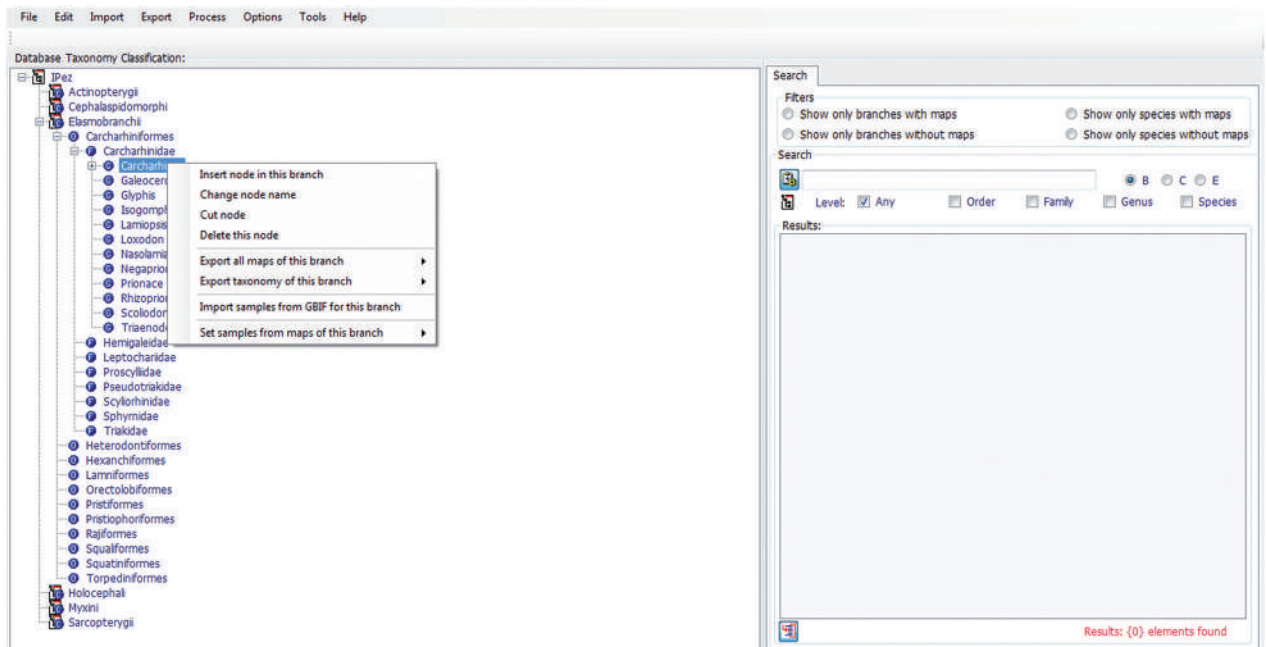 File Edit Import Export Process Options Tools Help
Database Taxonomy Classification:
IPez
Actinopterygii
Cephalaspidomorphi
Elasmobranchii
Carcharhiniformes
Carcharhinidae
Carcharhi
Galeocer
Glyphis
Isogomp
Lamiopsis
Loxodon
Nasolamia
Negaprio
Prionace
Rhizoprio
Scoliodor
Triaenod
Hemigaleidae
Leptochariidae
Proscylliidae
Pseudotriakidae
Scyliorhinidae
Sphyrnidae
Triakidae
Heterodontiformes
Hexanchiformes
Lamniformes
Orectolobiformes
Pristiformes
Pristiophoriformes
Rajiformes
Squaliformes
Squatiniformes
Torpediniformes
Holocephali
Myxini
Sarcopterygii
Insert node in this branch
Change node name
Cut node
Delete this node
Export all maps of this branch
Export taxonomy of this branch
Import samples from GBIF for this branch
Set samples from maps of this branch
Search
Filters
Show only branches with maps Show only species with maps
Show only branches without maps Show only species without maps
Search
B C E
Level: Any Order Family Genus Species
Results:
Results: {0} elements found